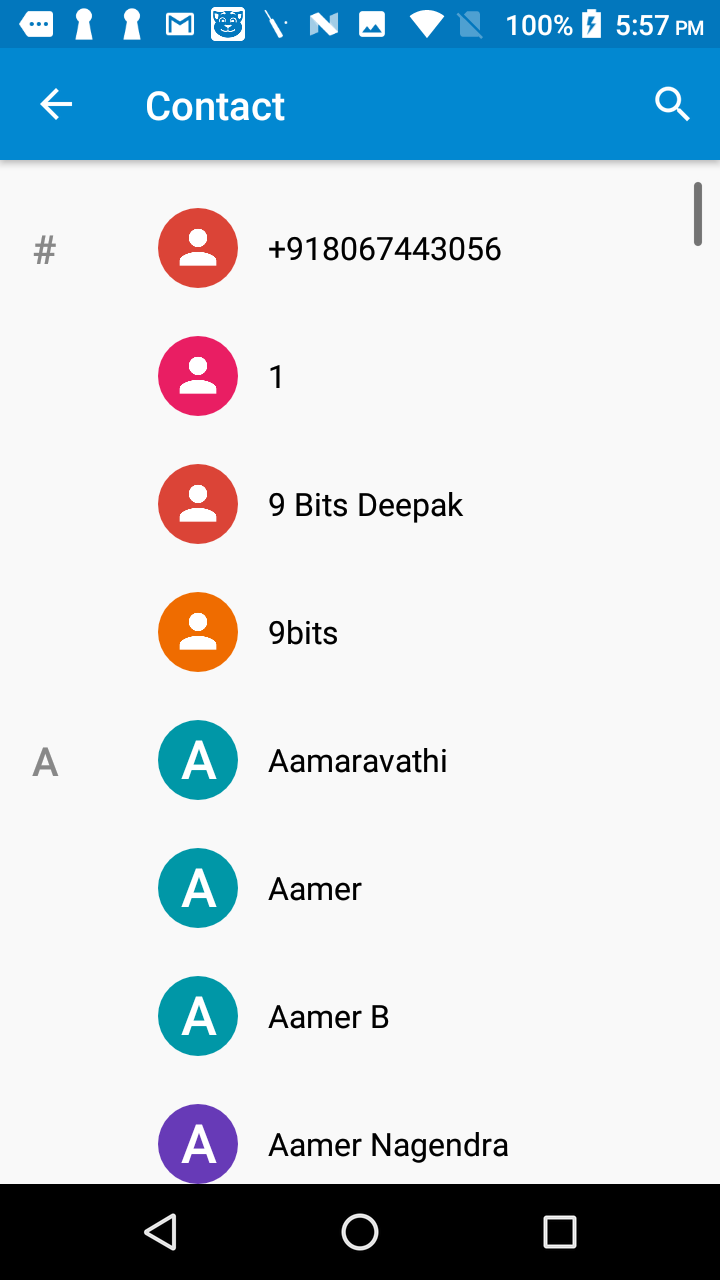 100% 5:57 PM
Contact
# +918067443056
1
9 Bits Deepak
9bits
A A Aamaravathi
A Aamer
A Aamer B
A Aamer Nagendra